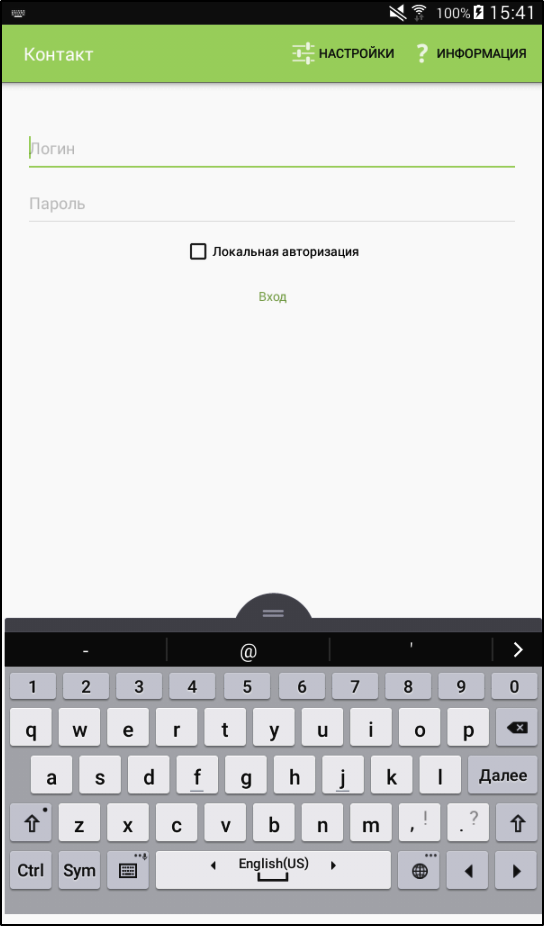 100% 15:41
Контакт НАСТРОЙКИ ? ИНФОРМАЦИЯ
Логин
Пароль
Локальная авторизация
Вход
- @ '
1 2 3 4 5 6 7 8 9 0
q w e r t y u i o p
a s d f g h j k l Далее
z x c v b n m , ! . ?
Ctrl Sym English(US)